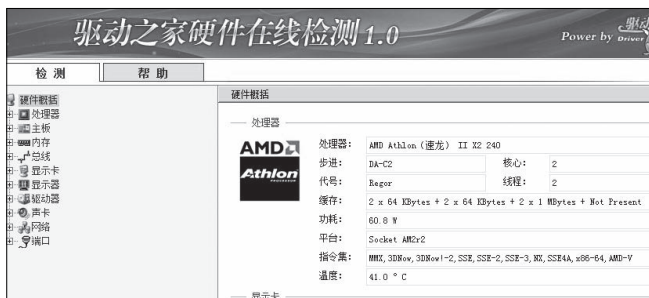 驱动之家硬件在线检测1.0
Power by Driver
检 测 帮 助
硬件概括
处理器
主板
内存
总线
显示卡
显示器
驱动器
声卡
网络
端口
硬件概括
处理器
AMD
Athlon
处理器: AMD Athlon (速龙) II X2 240
步进: DA-C2 核心: 2
代号: Regor 线程: 2
缓存: 2 x 64 KBytes + 2 x 64 KBytes + 2 x 1 MBytes + Not Present
功耗: 60.8 W
平台: Socket AM2r2
指令集: MMX, 3DNow, 3DNow!-2, SSE, SSE-2, SSE-3, NX, SSE4A, x86-64, AMD-V
温度: 41.0 ° C
显示卡